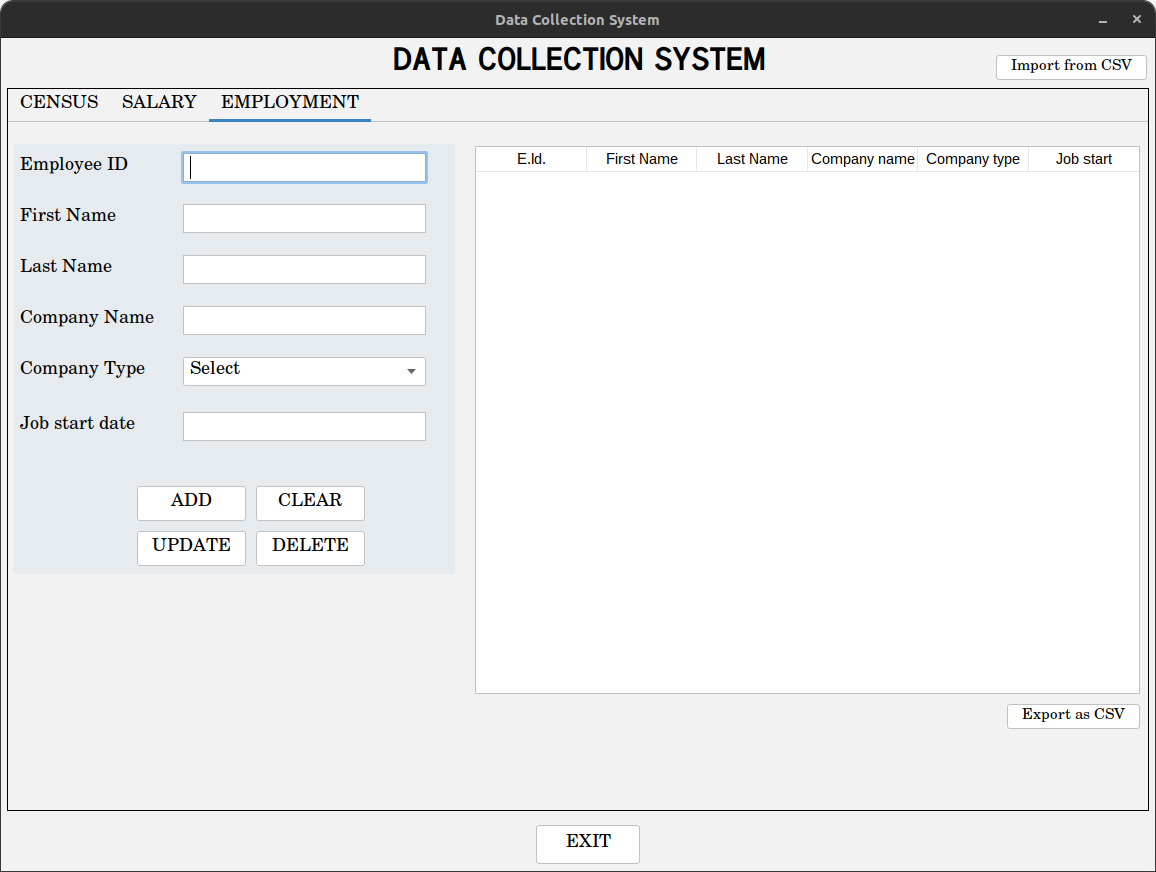 Data Collection System
DATA COLLECTION SYSTEM
Import from CSV
CENSUS SALARY EMPLOYMENT
Employee ID
First Name
Last Name
Company Name
Company Type Select
Job start date
ADD CLEAR
UPDATE DELETE
E.Id. First Name Last Name Company name Company type Job start
Export as CSV
EXIT